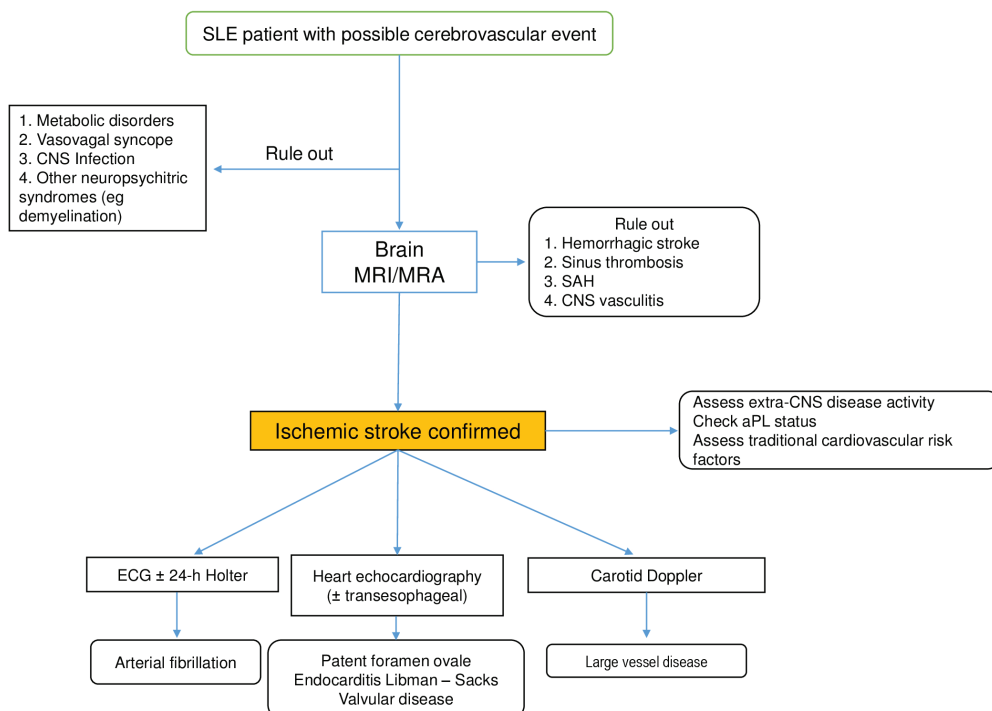 SLE patient with possible cerebrovascular event
1. Metabolic disorders
2. Vasovagal syncope
3. CNS Infection
4. Other neuropsychitric
syndromes (eg
demyelination)
Rule out
Brain
MRI/MRA
Rule out
1. Hemorrhagic stroke
2. Sinus thrombosis
3. SAH
4. CNS vasculitis
Ischemic stroke confirmed
Assess extra-CNS disease activity
Check aPL status
Assess traditional cardiovascular risk
factors
ECG ± 24-h Holter
Heart echocardiography
(± transesophageal)
Carotid Doppler
Arterial fibrillation
Patent foramen ovale
Endocarditis Libman – Sacks
Valvular disease
Large vessel disease